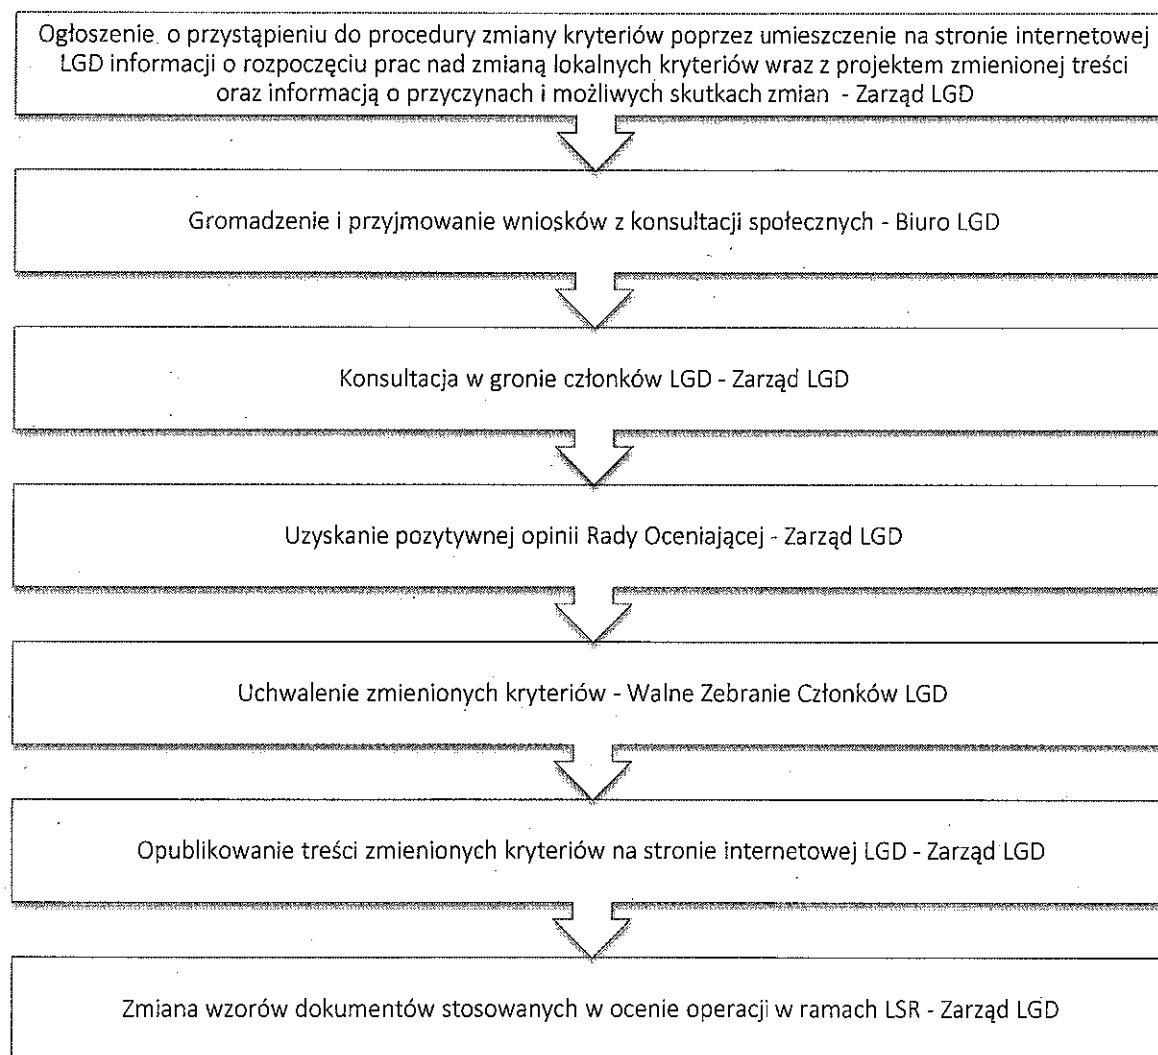 Ogłoszenie o przystąpieniu do procedury zmiany kryteriów poprzez umieszczenie na stronie internetowej
LGD informacji o rozpoczęciu prac nad zmianą lokalnych kryteriów wraz z projektem zmienionej treści
oraz informacją o przyczynach i możliwych skutkach zmian - Zarząd LGD
Gromadzenie i przyjmowanie wniosków z konsultacji społecznych - Biuro LGD
Konsultacja w gronie członków LGD - Zarząd LGD
Uzyskanie pozytywnej opinii Rady Oceniającej - Zarząd LGD
Uchwalenie zmienionych kryteriów - Walne Zebranie Członków LGD
Opublikowanie treści zmienionych kryteriów na stronie internetowej LGD - Zarząd LGD
Zmiana wzorów dokumentów stosowanych w ocenie operacji w ramach LSR - Zarząd LGD